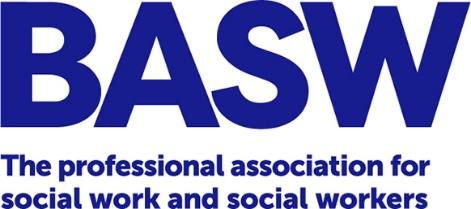 BASW
The professional association for
social work and social workers